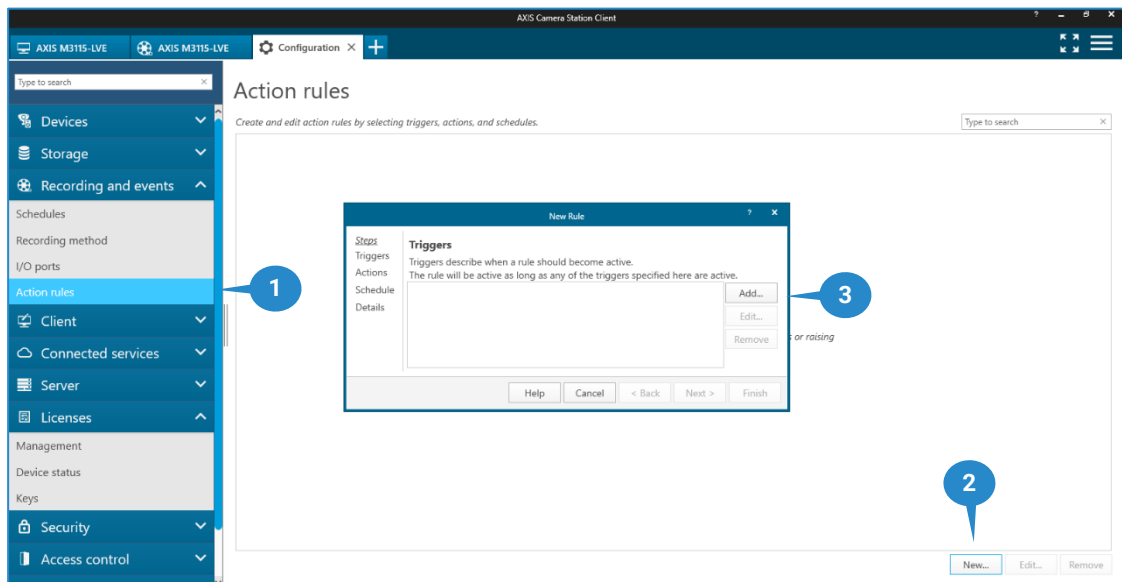 AXIS Camera Station Client
?
AXIS M3115-LVE
AXIS M3115-LVE
Configuration
Type to search
Devices
Storage
Recording and events
Schedules
Recording method
I/O ports
Action rules
Client
Connected services
Server
Licenses
Management
Device status
Keys
Security
Access control
Action rules
Create and edit action rules by selecting triggers, actions, and schedules.
Type to search
New Rule
?
Steps
Triggers
Actions
Schedule
Details
Triggers
Triggers describe when a rule should become active.
The rule will be active as long as any of the triggers specified here are active.
Add...
Edit...
Remove
s or raising
Help
Cancel
< Back
Next >
Finish
1
3
2
New...
Edit...
Remove